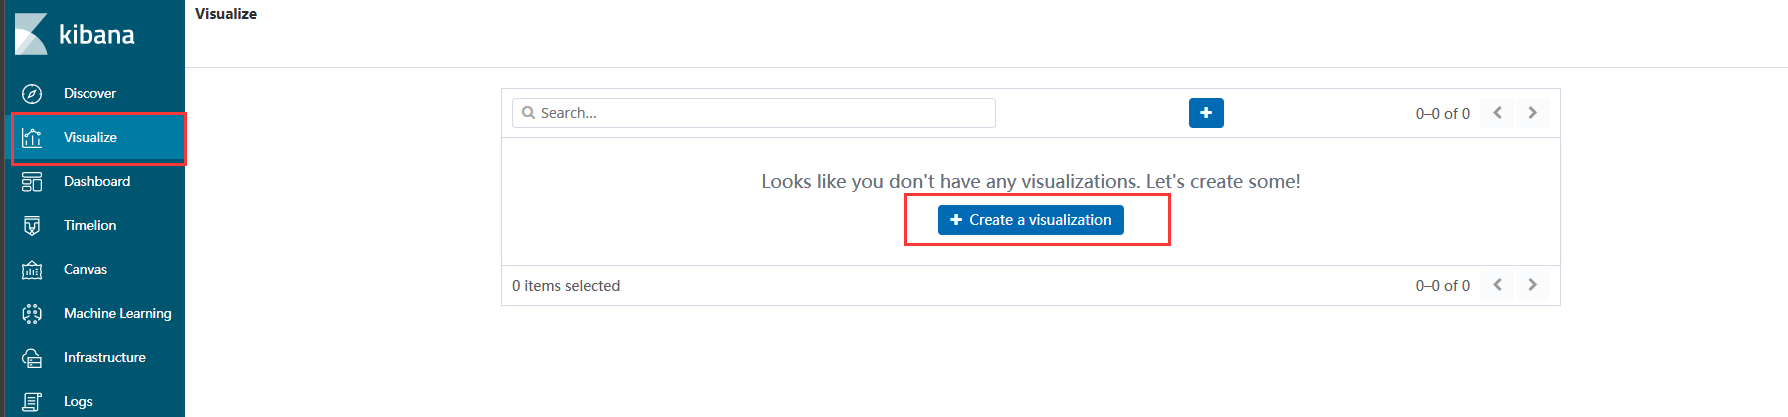 kibana
Discover
Visualize
Dashboard
Timelion
Canvas
Machine Learning
Infrastructure
Logs
Visualize
Search...
0–0 of 0
Looks like you don't have any visualizations. Let's create some!
Create a visualization
0 items selected
0–0 of 0